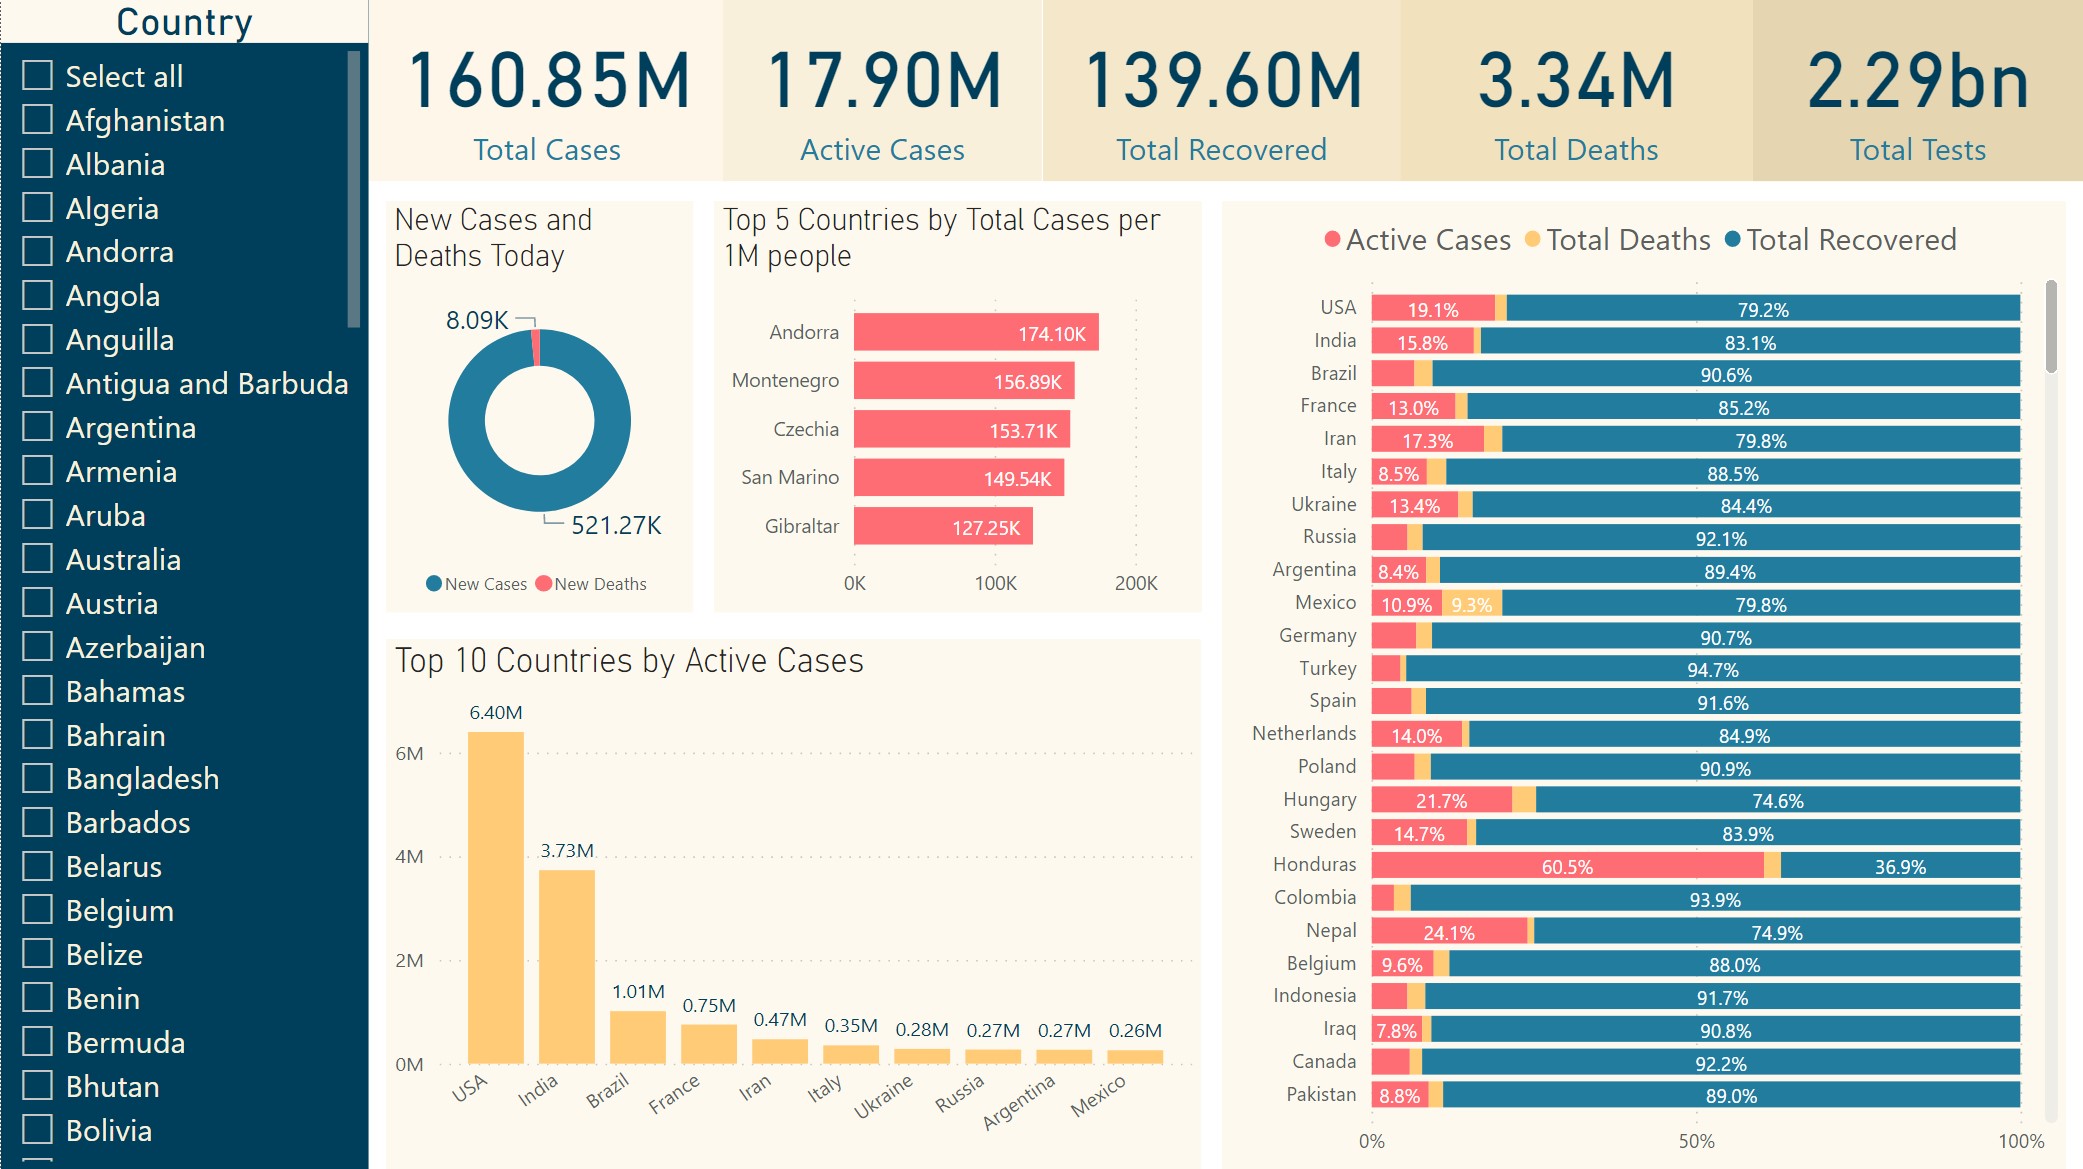 Country
Select all
Afghanistan
Albania
Algeria
Andorra
Angola
Anguilla
Antigua and Barbuda
Argentina
Armenia
Aruba
Australia
Austria
Azerbaijan
Bahamas
Bahrain
Bangladesh
Barbados
Belarus
Belgium
Belize
Benin
Bermuda
Bhutan
Bolivia
160.85M
Total Cases
17.90M
Active Cases
139.60M
Total Recovered
3.34M
Total Deaths
2.29bn
Total Tests
New Cases and
Deaths Today
8.09K
521.27K
New Cases New Deaths
Top 5 Countries by Total Cases per
1M people
Andorra 174.10K
Montenegro 156.89K
Czechia 153.71K
San Marino 149.54K
Gibraltar 127.25K
0K 100K 200K
Top 10 Countries by Active Cases
6.40M
6M
3.73M
4M
2M
1.01M 0.75M 0.47M 0.35M 0.28M 0.27M 0.27M 0.26M
0M
USA India Brazil France Iran Italy Ukraine Russia Argentina Mexico
Active Cases Total Deaths Total Recovered
USA 19.1% 79.2%
India 15.8% 83.1%
Brazil 90.6%
France 13.0% 85.2%
Iran 17.3% 79.8%
Italy 8.5% 88.5%
Ukraine 13.4% 84.4%
Russia 92.1%
Argentina 8.4% 89.4%
Mexico 10.9% 9.3% 79.8%
Germany 90.7%
Turkey 94.7%
Spain 91.6%
Netherlands 14.0% 84.9%
Poland 90.9%
Hungary 21.7% 74.6%
Sweden 14.7% 83.9%
Honduras 60.5% 36.9%
Colombia 93.9%
Nepal 24.1% 74.9%
Belgium 9.6% 88.0%
Indonesia 91.7%
Iraq 7.8% 90.8%
Canada 92.2%
Pakistan 8.8% 89.0%
0% 50% 100%